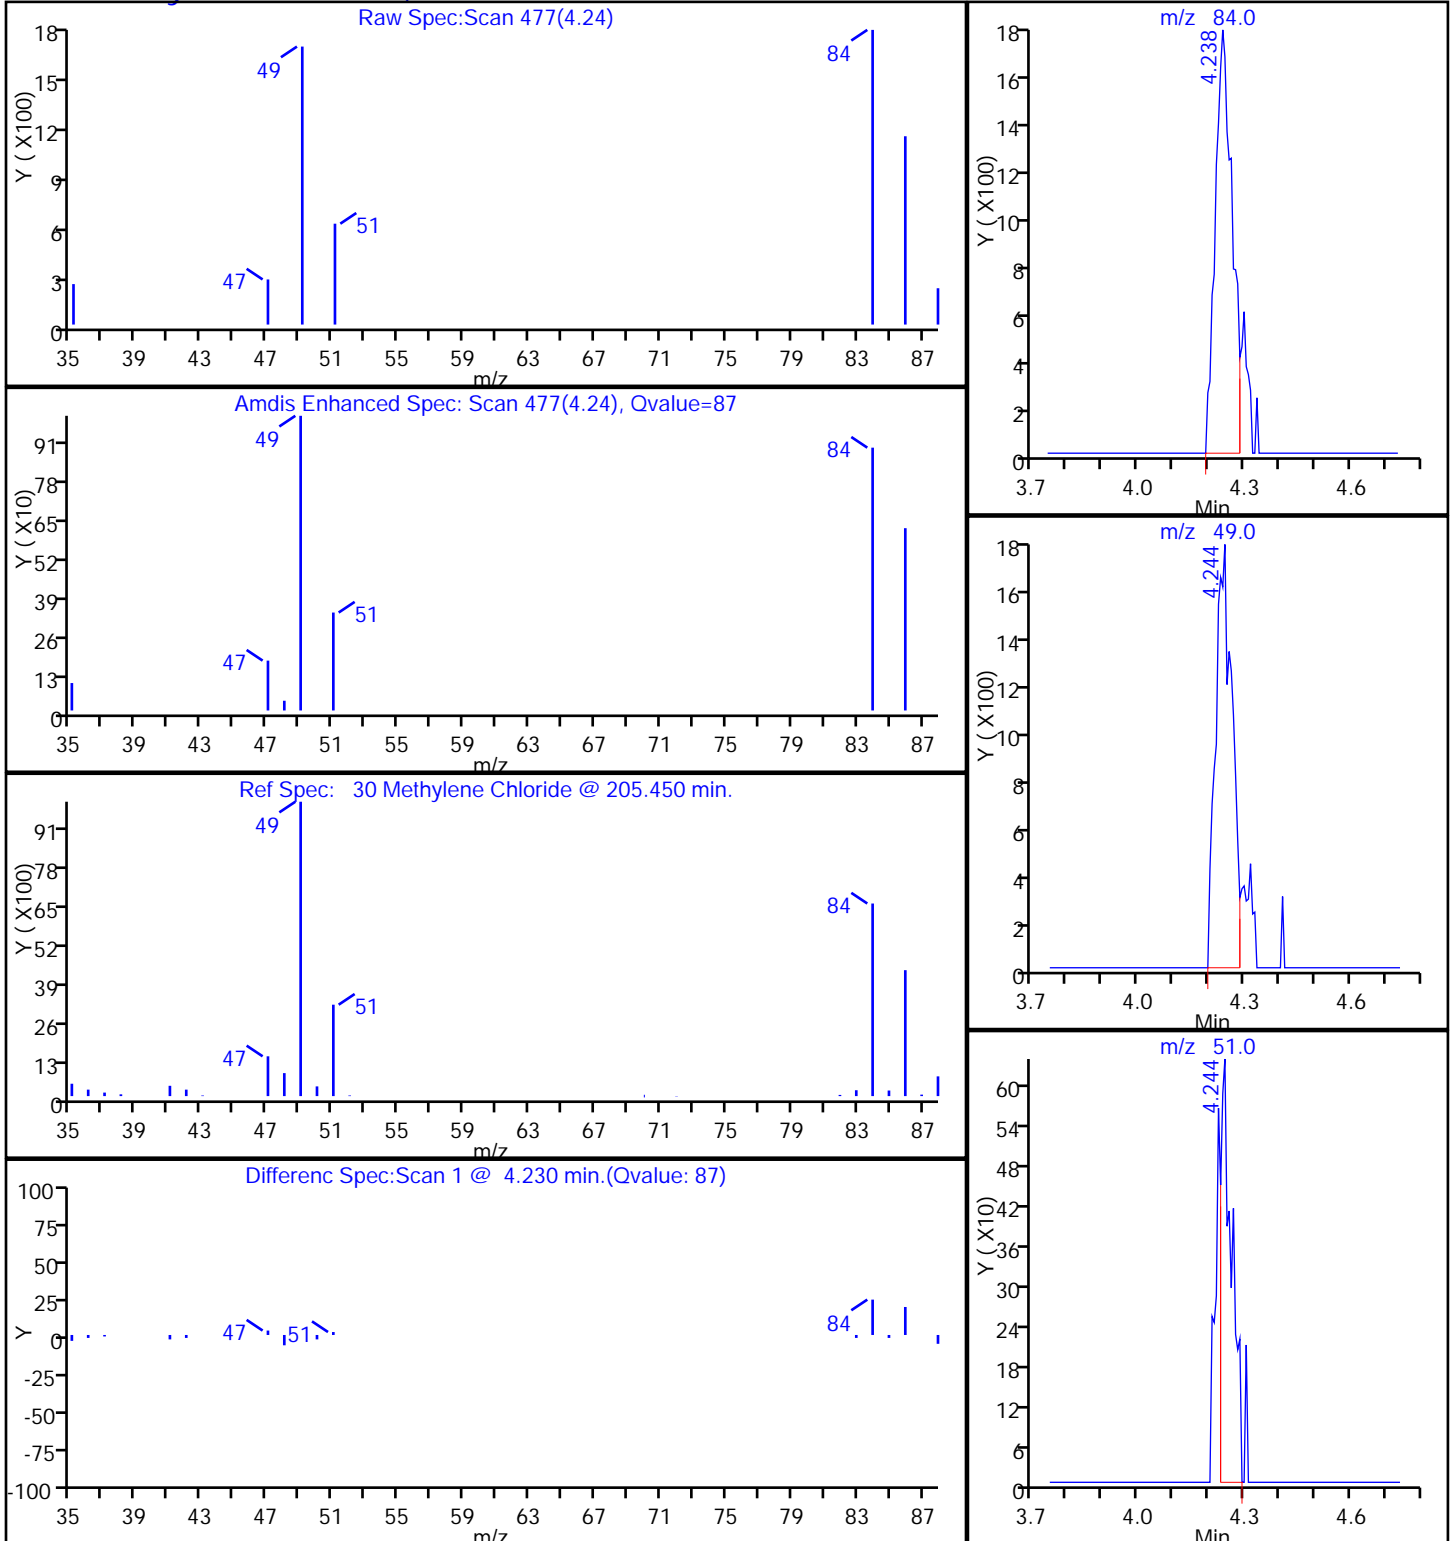 Raw Spec:Scan 477(4.24)
Y ( X100)
18
15
12
9
6
3
0
49
84
51
47
35 39 43 47 51 55 59 63 67 71 75 79 83 87
m/z
Amdis Enhanced Spec: Scan 477(4.24), Qvalue=87
Y ( X10)
91
78
65
52
39
26
13
0
49
84
51
47
35 39 43 47 51 55 59 63 67 71 75 79 83 87
m/z
Ref Spec: 30 Methylene Chloride @ 205.450 min.
Y ( X100)
91
78
65
52
39
26
13
0
49
84
51
47
35 39 43 47 51 55 59 63 67 71 75 79 83 87
m/z
Differenc Spec:Scan 1 @ 4.230 min.(Qvalue: 87)
Y
100
75
50
25
0
-25
-50
-75
-100
47
51
84
35 39 43 47 51 55 59 63 67 71 75 79 83 87
m/z
m/z 84.0
Y ( X100)
18
16
14
12
10
8
6
4
2
0
4.238
3.7 4.0 4.3 4.6
Min
m/z 49.0
Y ( X100)
18
16
14
12
10
8
6
4
2
0
4.244
3.7 4.0 4.3 4.6
Min
m/z 51.0
Y ( X10)
60
54
48
42
36
30
24
18
12
6
0
4.244
3.7 4.0 4.3 4.6
Min